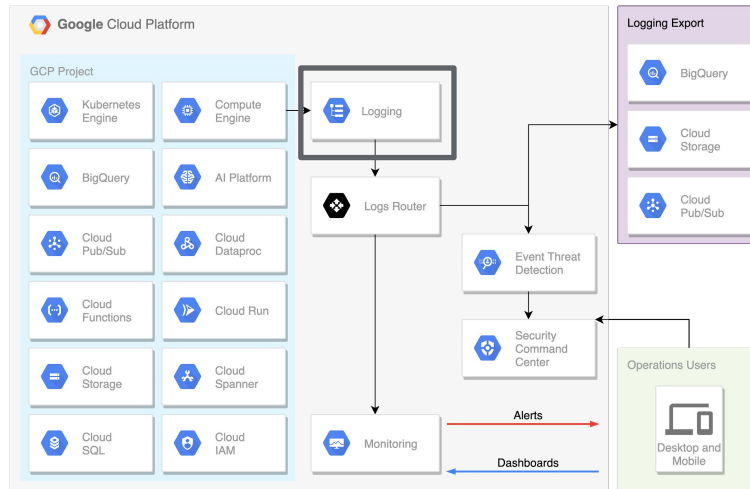 Google Cloud Platform
GCP Project
Kubernetes
Engine
Compute
Engine
BigQuery
AI Platform
Cloud
Pub/Sub
Cloud
Dataproc
Cloud
Functions
Cloud Run
Cloud
Storage
Cloud
Spanner
Cloud
SQL
Cloud
IAM
Logging
Logs Router
Event Threat
Detection
Security
Command
Center
Monitoring
Alerts
Dashboards
Logging Export
BigQuery
Cloud
Storage
Cloud
Pub/Sub
Operations Users
Desktop and
Mobile